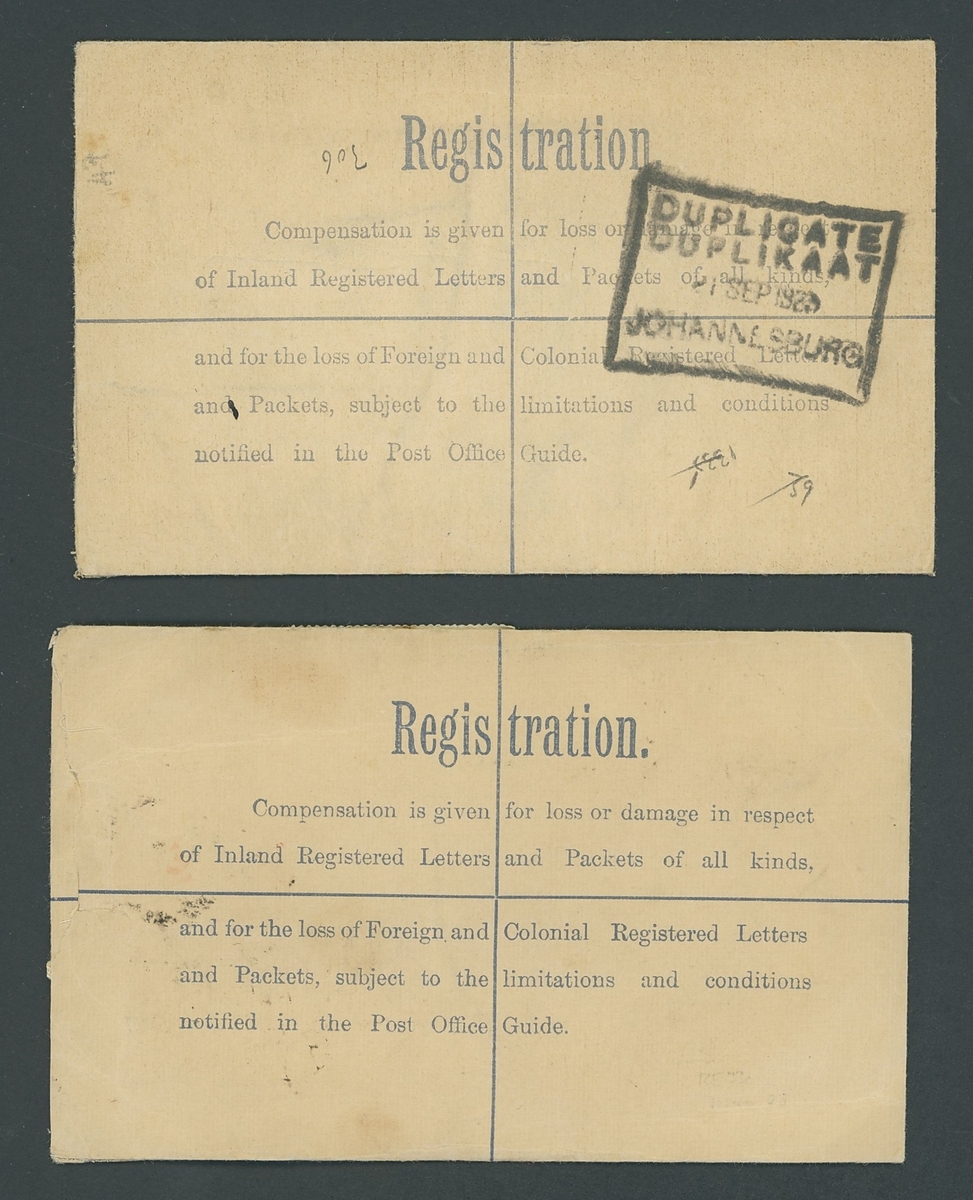 Registration
306
Compensation is given for loss or damage in respect
of Inland Registered Letters and Packets of all kinds,
and for the loss of Foreign and Colonial Registered Letters
and Packets, subject to the limitations and conditions
notified in the Post Office Guide.
DUPLICATE
DUPLIKAAT
SEP
JOHANNESBURG
39
Registration.
Compensation is given for loss or damage in respect
of Inland Registered Letters and Packets of all kinds,
and for the loss of Foreign and Colonial Registered Letters
and Packets, subject to the limitations and conditions
notified in the Post Office Guide.